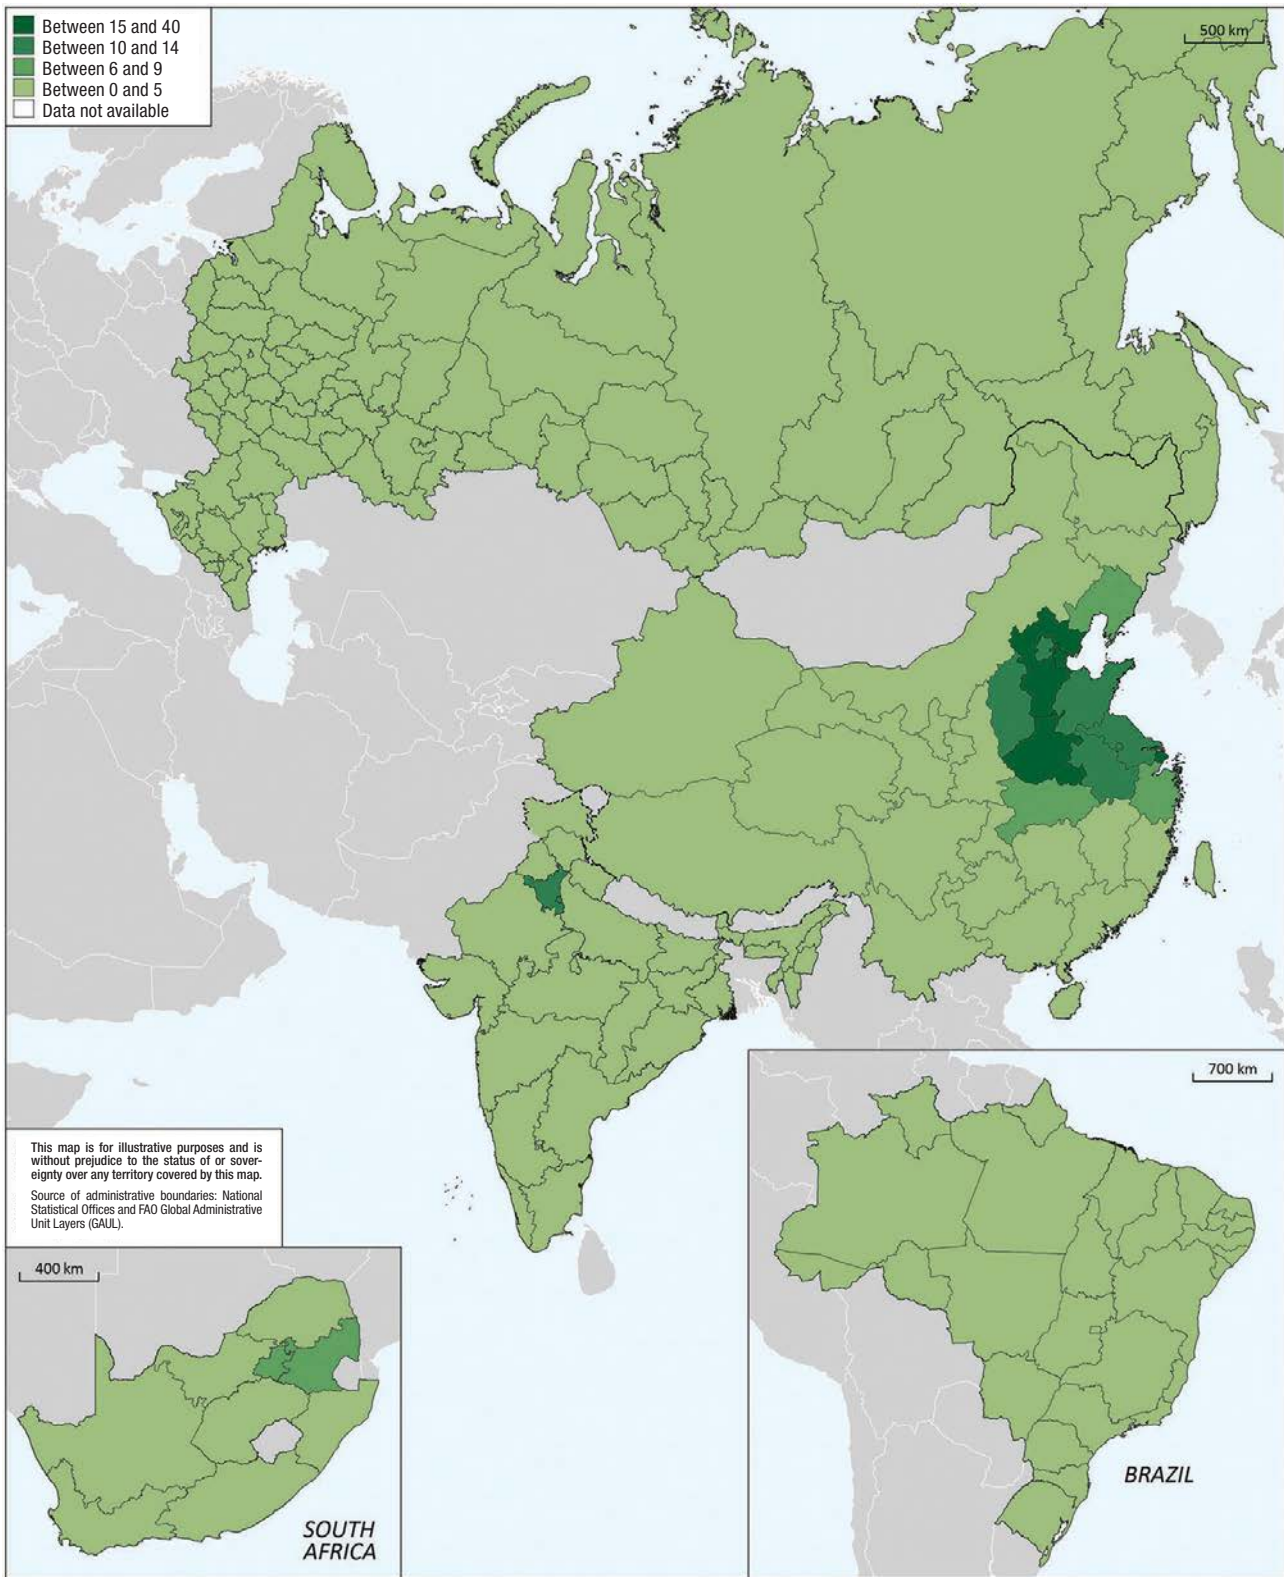 Between 15 and 40
Between 10 and 14
Between 6 and 9
Between 0 and 5
Data not available
500 km
700 km
This map is for illustrative purposes and is
without prejudice to the status of or sover-
eignty over any territory covered by this map.
Source of administrative boundaries: National
Statistical Offices and FAO Global Administrative
Unit Layers (GAUL).
400 km
SOUTH
AFRICA
BRAZIL